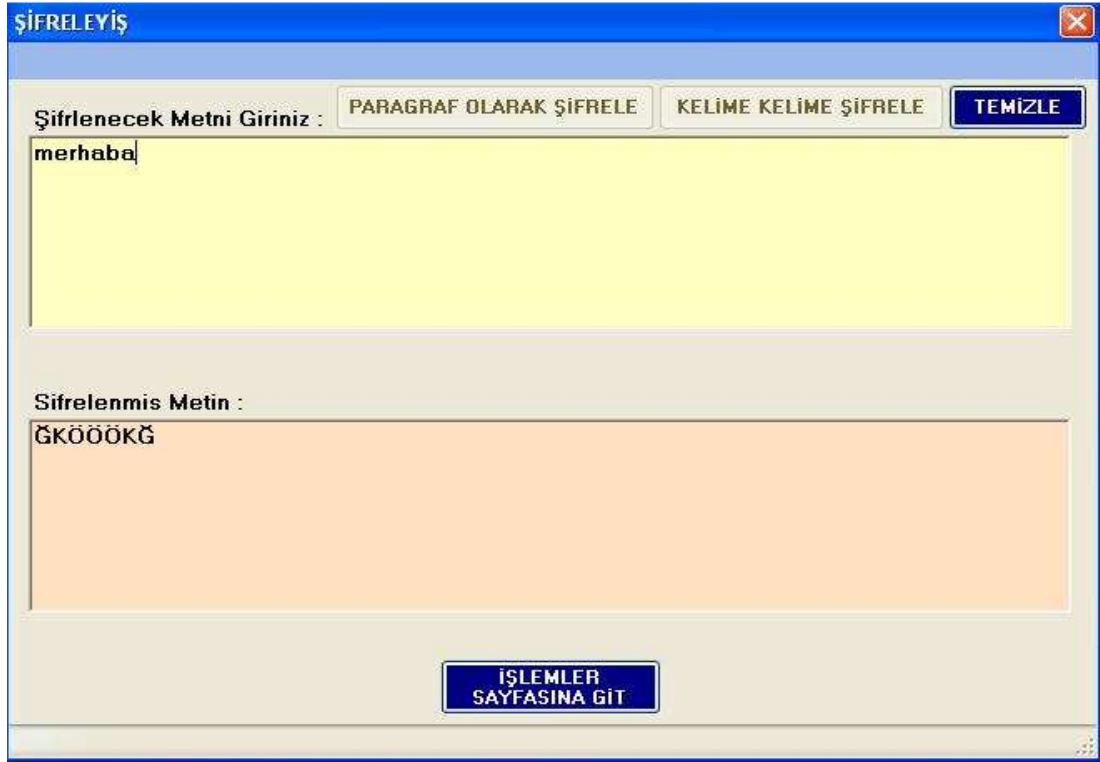 ŞİFRELEYİŞ
Şifrlenecek Metni Giriniz : PARAGRAF OLARAK ŞİFRELE KELİME KELİME ŞİFRELE TEMİZLE
merhaba
Sifrelenmis Metin :
ĞKÖÖÖKĞ
İŞLEMLER
SAYFASINA GİT